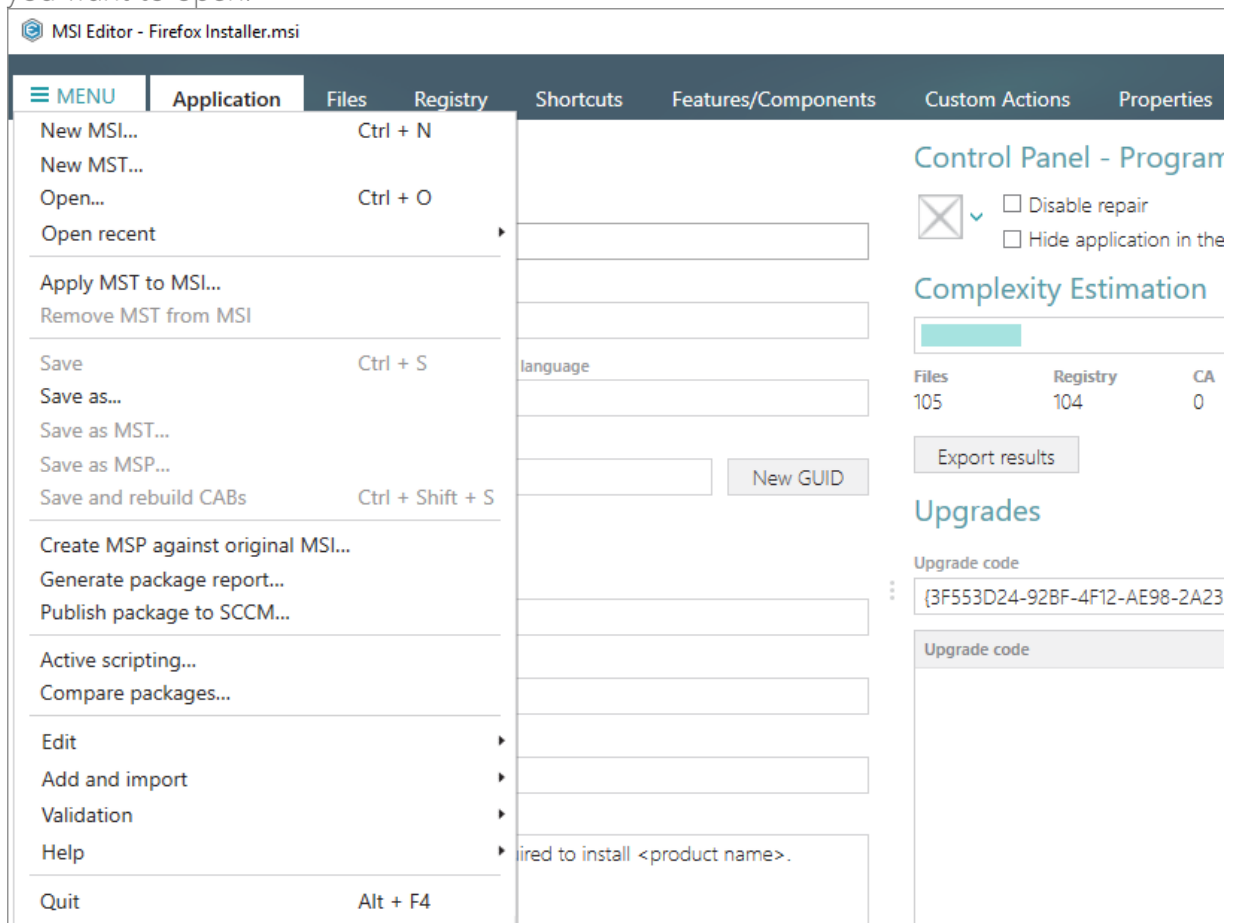 you want to open.
MSI Editor - Firefox Installer.msi
MENU Application Files Registry Shortcuts Features/Components Custom Actions Properties
New MSI... Ctrl + N
New MST...
Open... Ctrl + O
Open recent
Apply MST to MSI...
Remove MST from MSI
Save Ctrl + S
Save as...
Save as MST...
Save as MSP...
Save and rebuild CABs Ctrl + Shift + S
Create MSP against original MSI...
Generate package report...
Publish package to SCCM...
Active scripting...
Compare packages...
Edit
Add and import
Validation
Help
Quit Alt + F4
language
New GUID
ired to install <product name>.
Control Panel - Program
Disable repair
Hide application in the
Complexity Estimation
Files Registry CA
105 104 0
Export results
Upgrades
Upgrade code
{3F553D24-92BF-4F12-AE98-2A23
Upgrade code